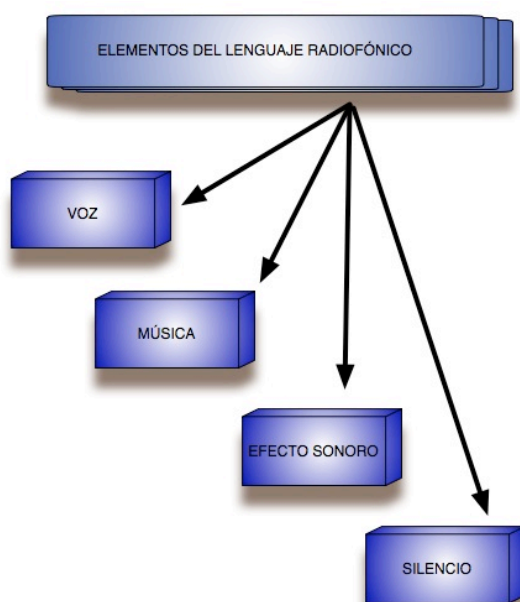 ELEMENTOS DEL LENGUAJE RADIOFÓNICO
VOZ
MÚSICA
EFECTO SONORO
SILENCIO